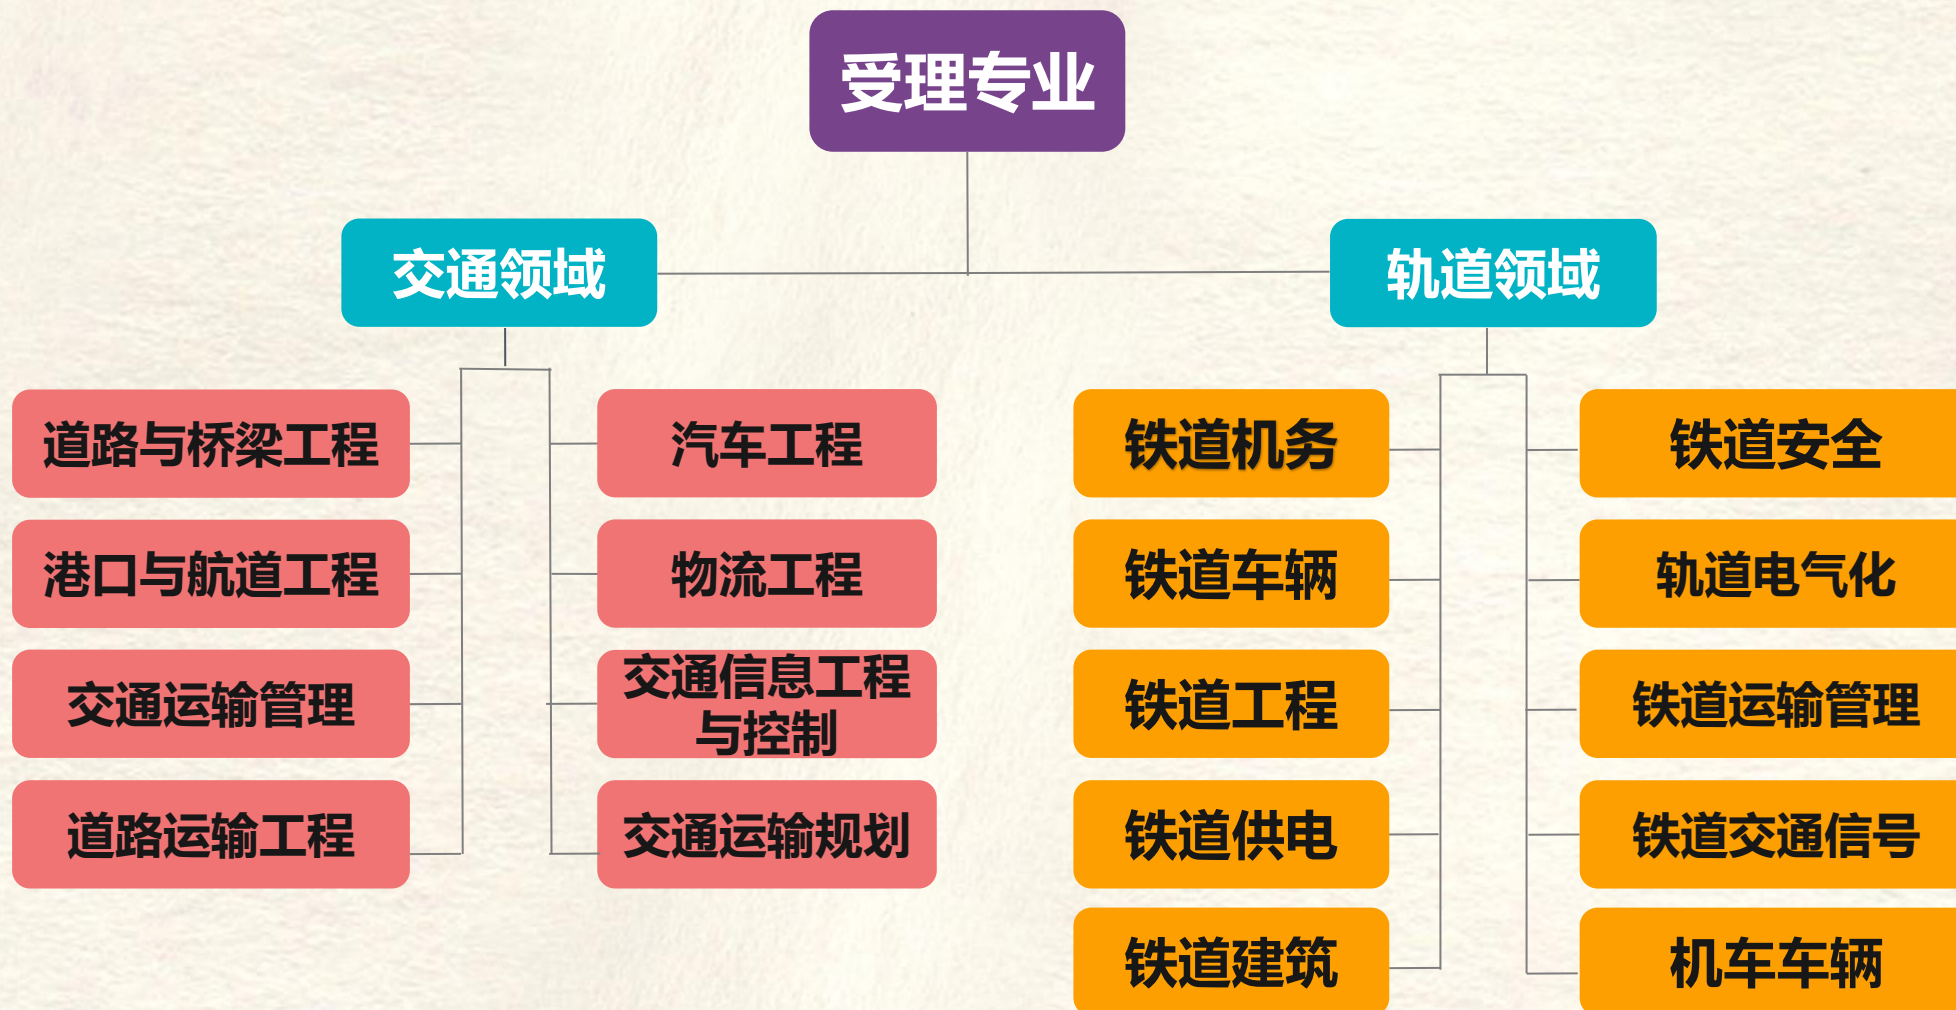 受理专业
交通领域
轨道领域
道路与桥梁工程
汽车工程
铁道机务
铁道安全
港口与航道工程
物流工程
铁道车辆
轨道电气化
交通运输管理
交通信息工程
与控制
铁道工程
铁道运输管理
道路运输工程
交通运输规划
铁道供电
铁道交通信号
铁道建筑
机车车辆